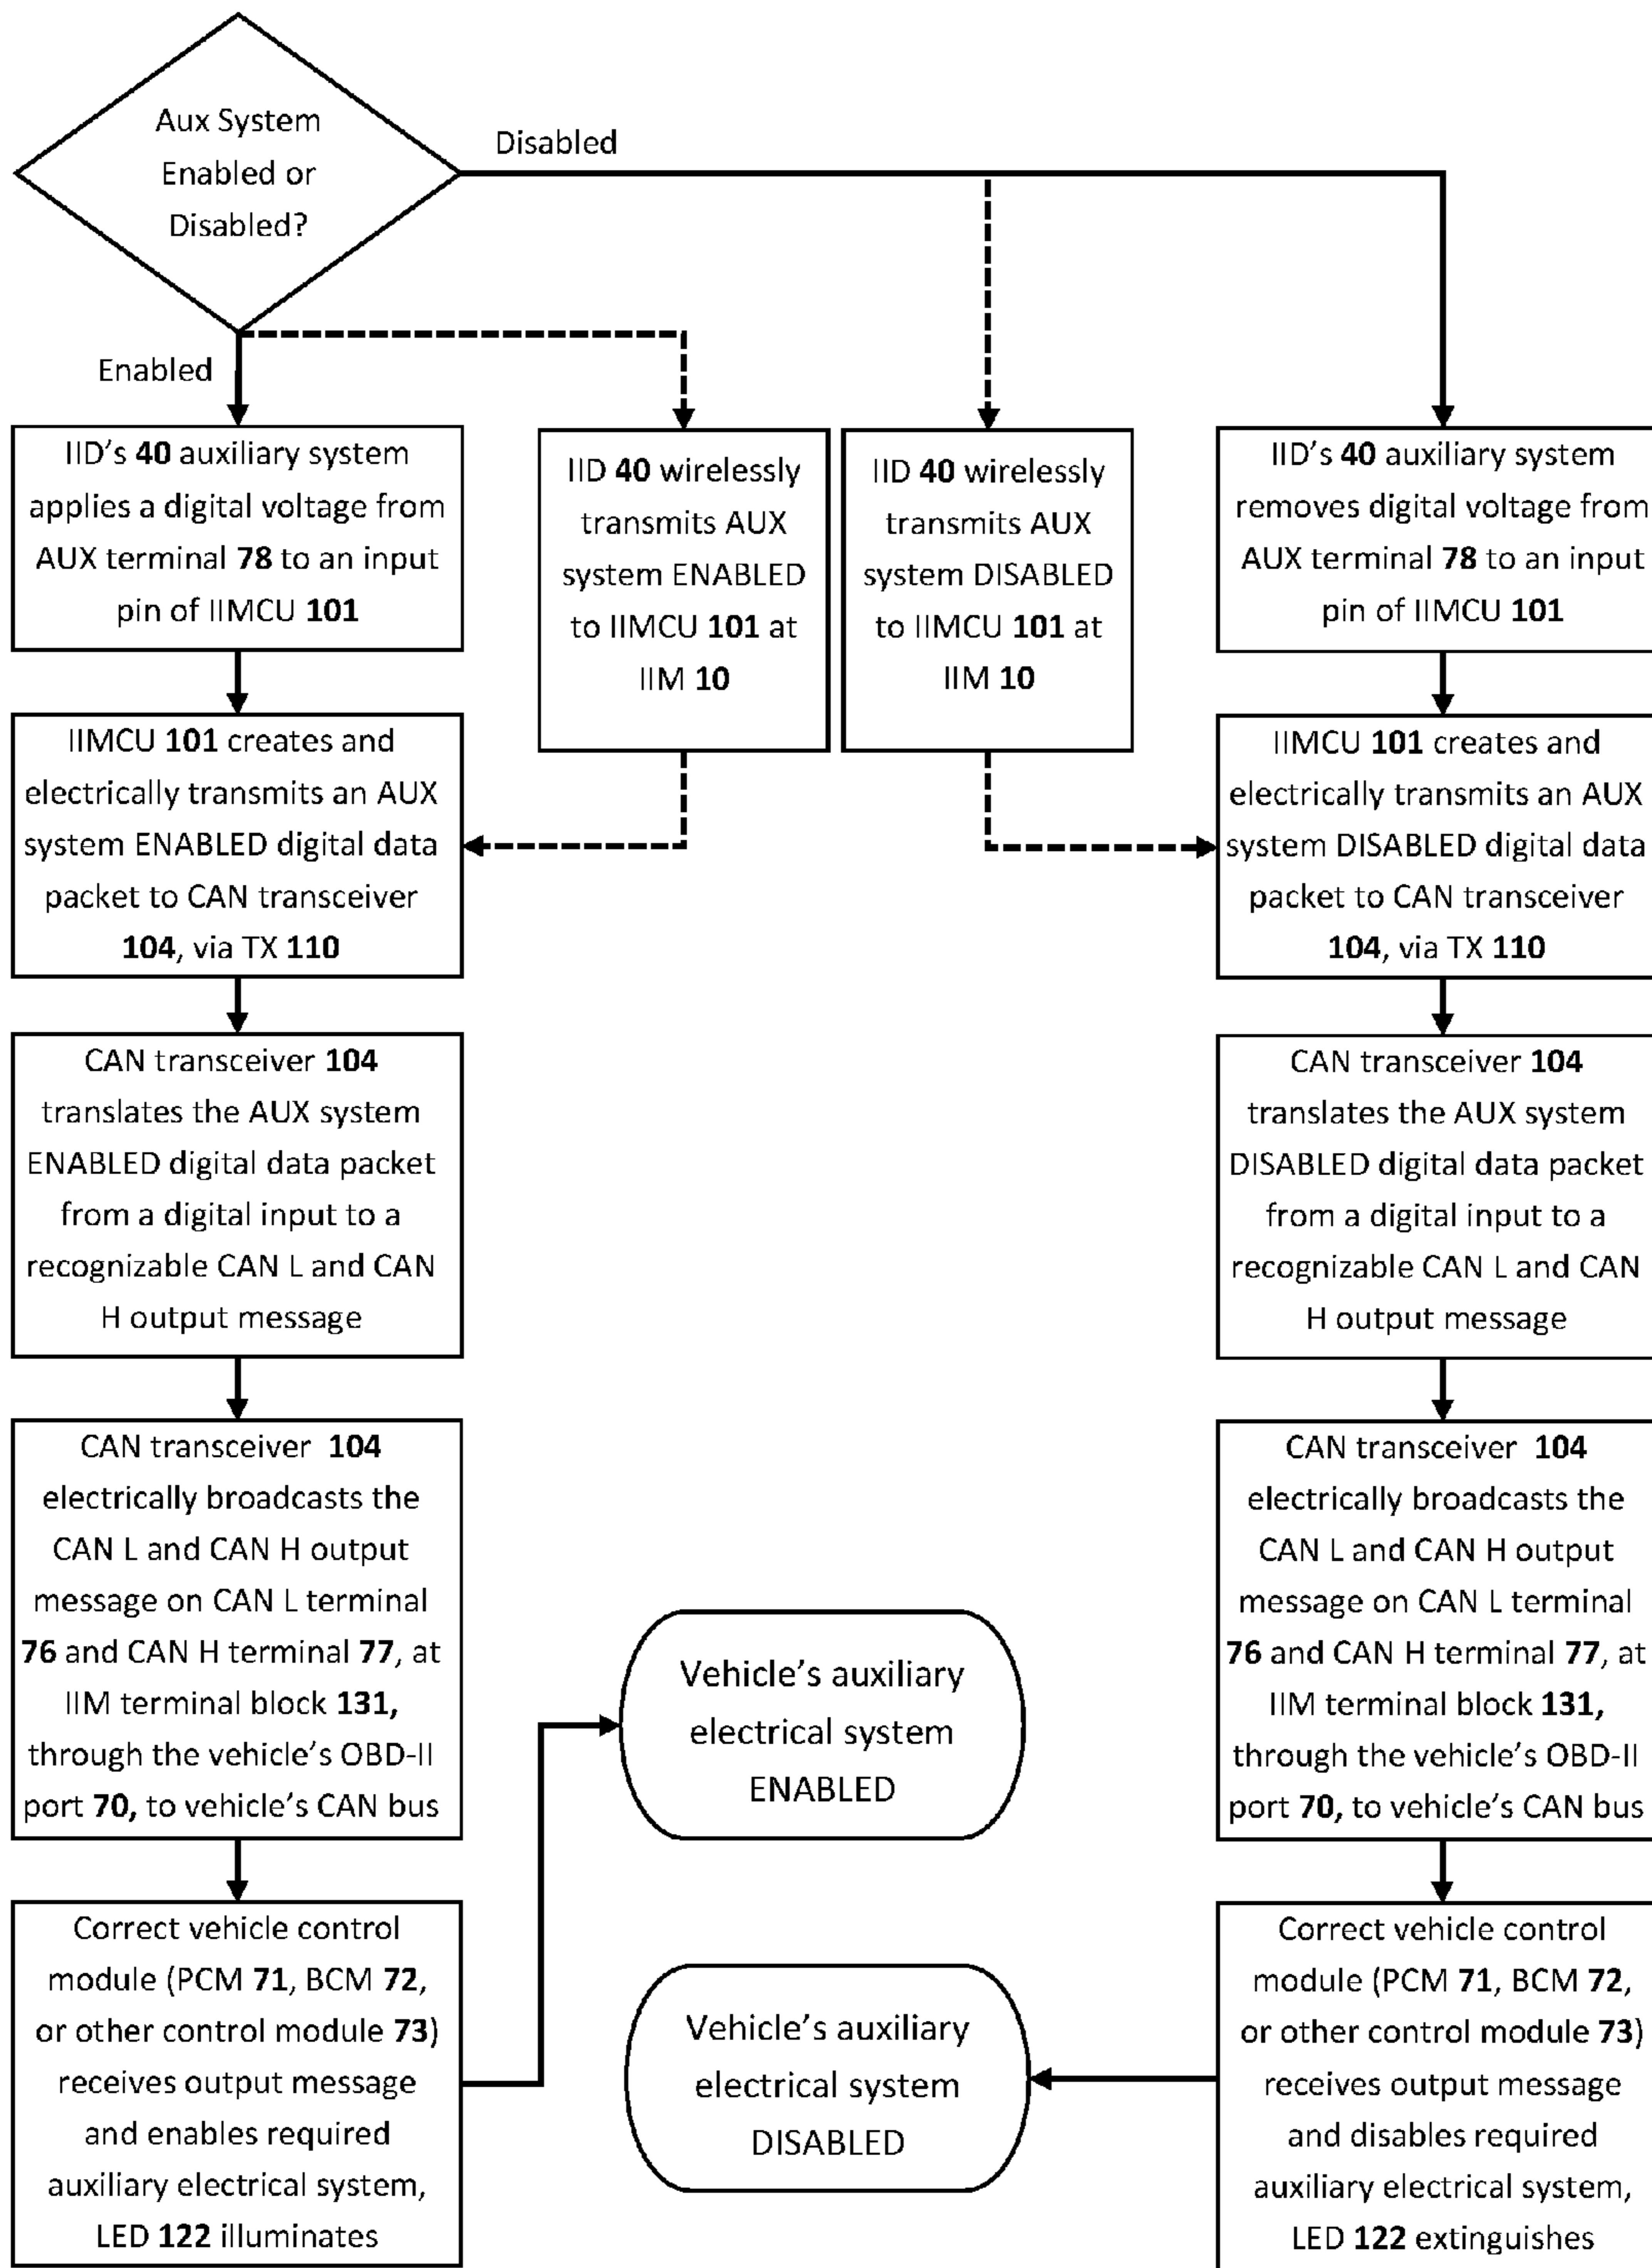 Aux System
Enabled or
Disabled?
Disabled
Enabled
IID's 40 auxiliary system
applies a digital voltage from
AUX terminal 78 to an input
pin of IIMCU 101
IID 40 wirelessly
transmits AUX
system ENABLED
to IIMCU 101 at
IIM 10
IID 40 wirelessly
transmits AUX
system DISABLED
to IIMCU 101 at
IIM 10
IID's 40 auxiliary system
removes digital voltage from
AUX terminal 78 to an input
pin of IIMCU 101
IIMCU 101 creates and
electrically transmits an AUX
system ENABLED digital data
packet to CAN transceiver
104, via TX 110
IIMCU 101 creates and
electrically transmits an AUX
system DISABLED digital data
packet to CAN transceiver
104, via TX 110
CAN transceiver 104
translates the AUX system
ENABLED digital data packet
from a digital input to a
recognizable CAN L and CAN
H output message
CAN transceiver 104
translates the AUX system
DISABLED digital data packet
from a digital input to a
recognizable CAN L and CAN
H output message
CAN transceiver 104
electrically broadcasts the
CAN L and CAN H output
message on CAN L terminal
76 and CAN H terminal 77, at
IIM terminal block 131,
through the vehicle's OBD-II
port 70, to vehicle's CAN bus
CAN transceiver 104
electrically broadcasts the
CAN L and CAN H output
message on CAN L terminal
76 and CAN H terminal 77, at
IIM terminal block 131,
through the vehicle's OBD-II
port 70, to vehicle's CAN bus
Vehicle's auxiliary
electrical system
ENABLED
Correct vehicle control
module (PCM 71, BCM 72,
or other control module 73)
receives output message
and enables required
auxiliary electrical system,
LED 122 illuminates
Vehicle's auxiliary
electrical system
DISABLED
Correct vehicle control
module (PCM 71, BCM 72,
or other control module 73)
receives output message
and disables required
auxiliary electrical system,
LED 122 extinguishes